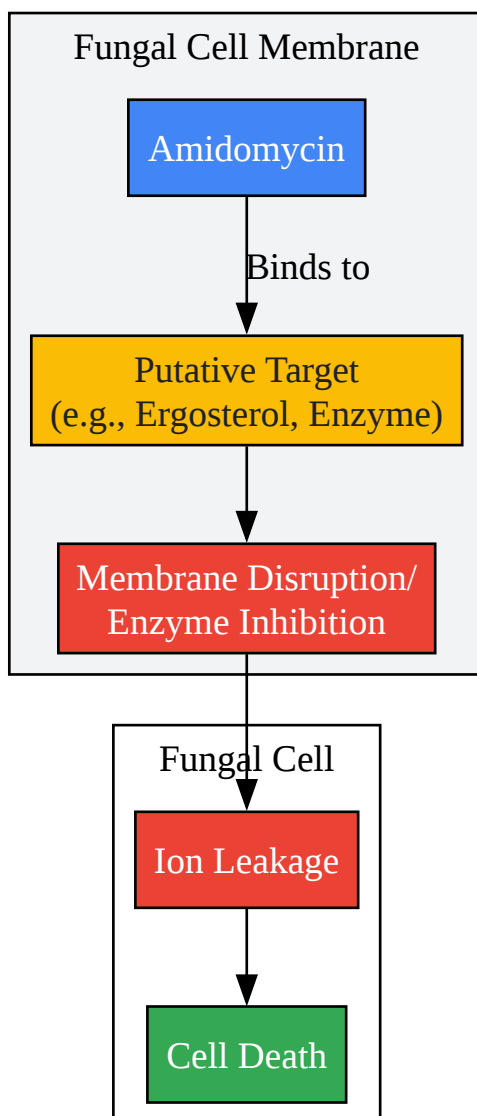 Fungal Cell Membrane
Amidomycin
Binds to
Putative Target
(e.g., Ergosterol, Enzyme)
Membrane Disruption/
Enzyme Inhibition
Fungal Cell
Ion Leakage
Cell Death